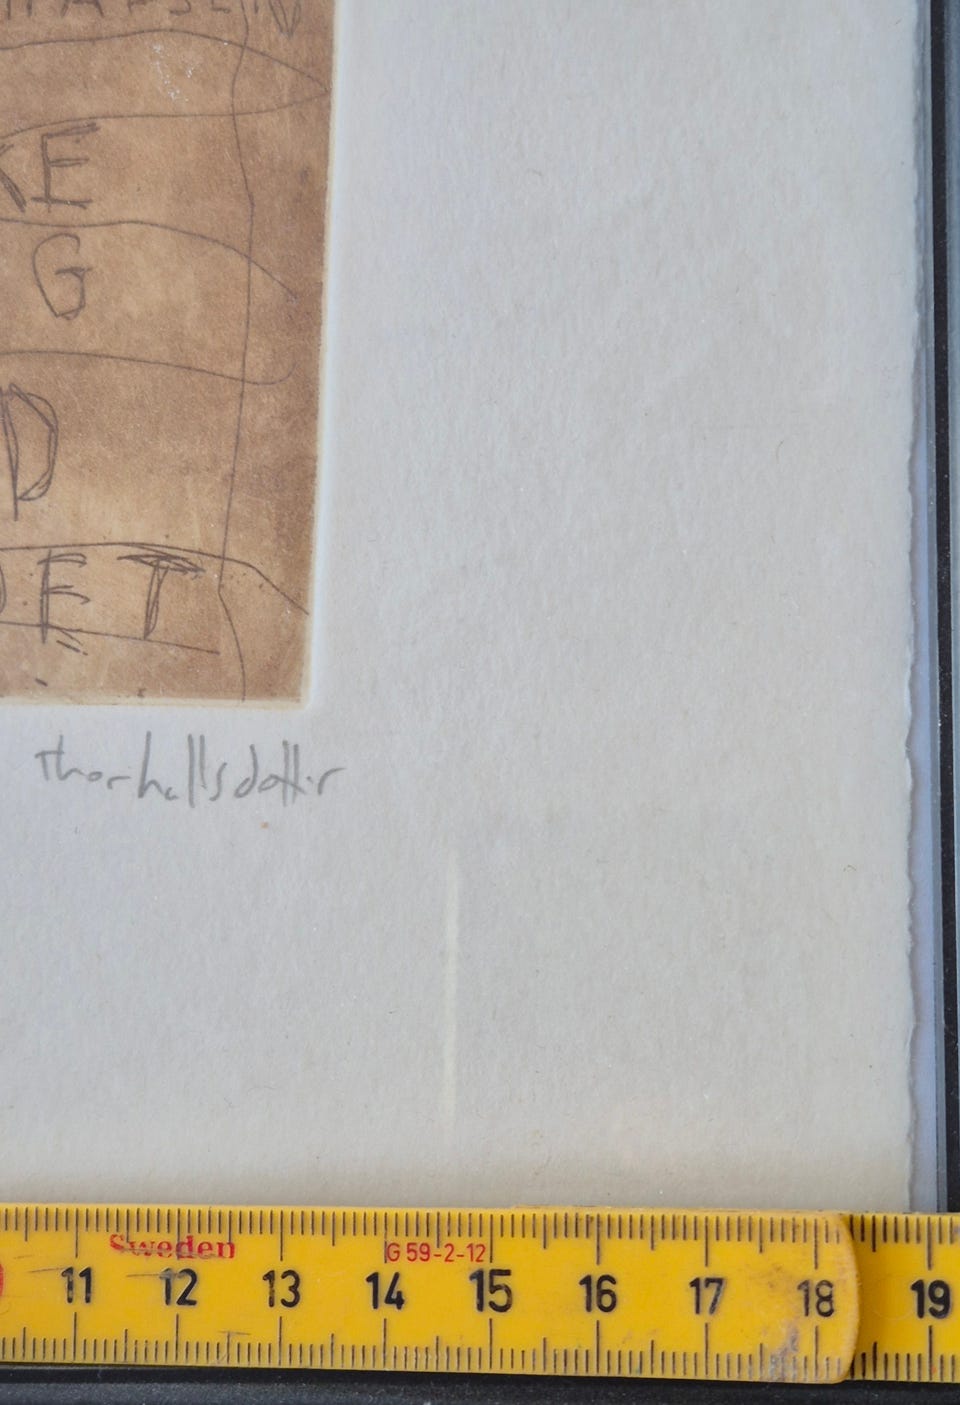 KE
G
D
DET
thorhallsdottir
Sweden G 59-2-12
11 12 13 14 15 16 17 18 19